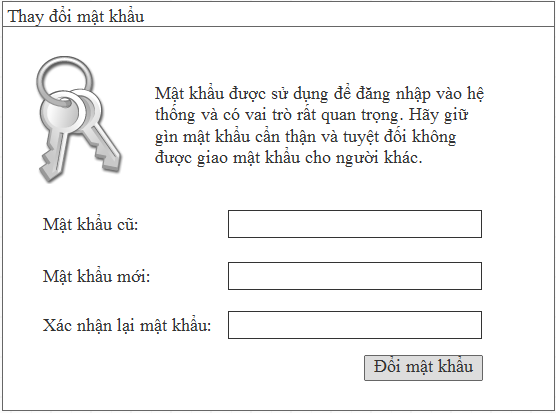 Thay đổi mật khẩu
Mật khẩu được sử dụng để đăng nhập vào hệ
thống và có vai trò rất quan trọng. Hãy giữ
gìn mật khẩu cẩn thận và tuyệt đối không
được giao mật khẩu cho người khác.
Mật khẩu cũ:
Mật khẩu mới:
Xác nhận lại mật khẩu:
Đổi mật khẩu